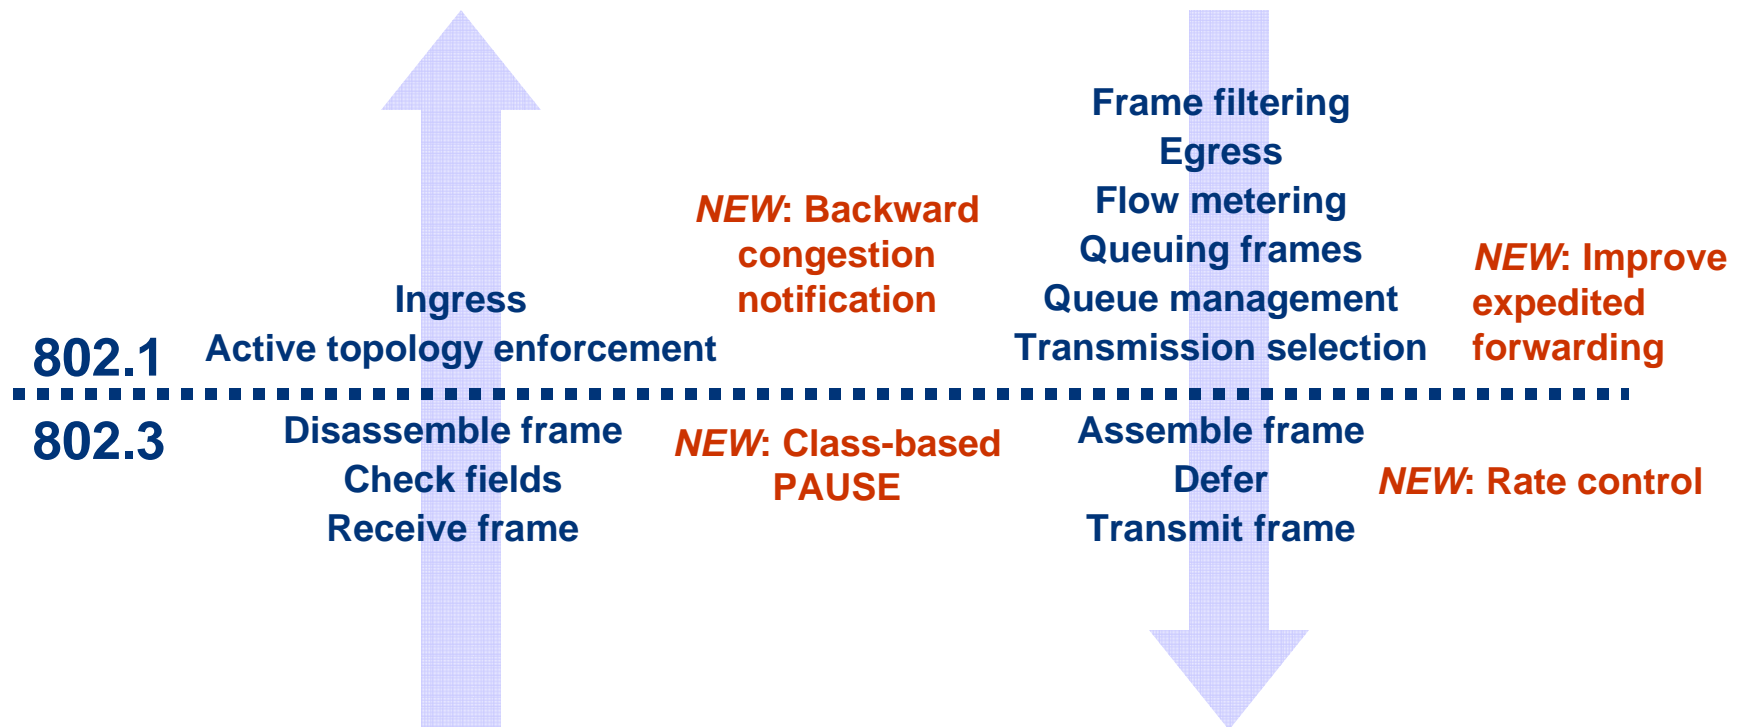 Frame filtering
Egress
Flow metering
Queuing frames
Queue management
Transmission selection
NEW: Backward
congestion
notification
NEW: Improve
expedited
forwarding
Ingress
Active topology enforcement
802.1
802.3
Disassemble frame
Check fields
Receive frame
NEW: Class-based
PAUSE
Assemble frame
Defer
Transmit frame
NEW: Rate control